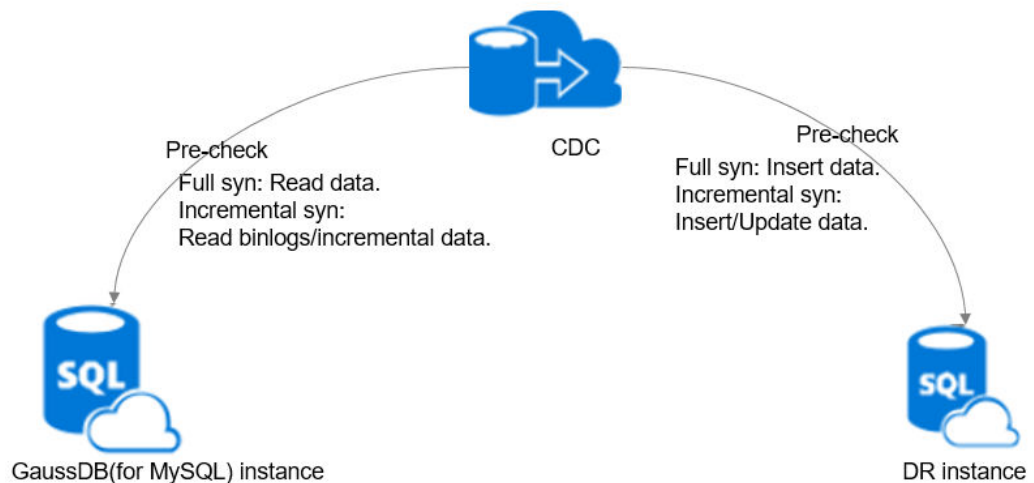 CDC
Pre-check
Full syn: Read data.
Incremental syn:
Read binlogs/incremental data.
Pre-check
Full syn: Insert data.
Incremental syn:
Insert/Update data.
SQL
GaussDB(for MySQL) instance
SQL
DR instance